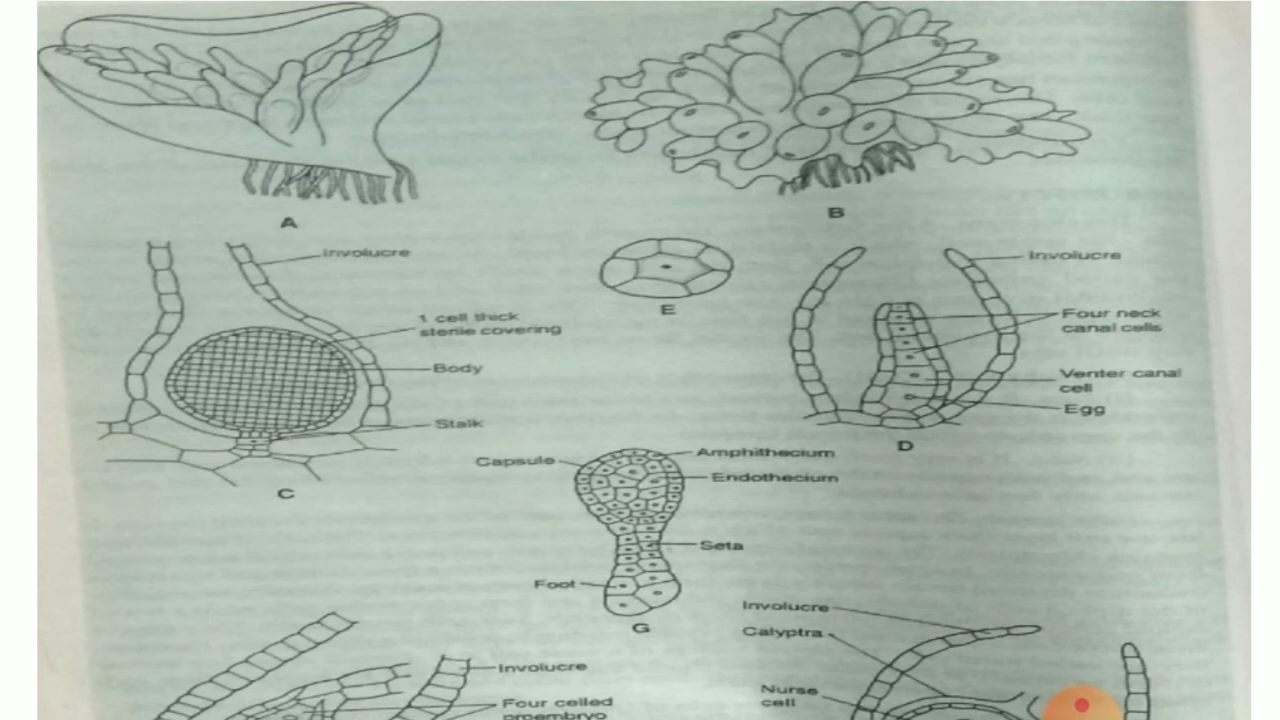 A
B
Involucre
1 cell thick
sterile covering
Body
Stalk
C
E
Involucre
Four neck
canal cells
Venter canal
cell
Egg
D
Capsule
Amphithecium
Endothecium
Seta
Foot
G
Involucre
Four celled
proembryo
Involucre
Calyptra
Nurse
cell